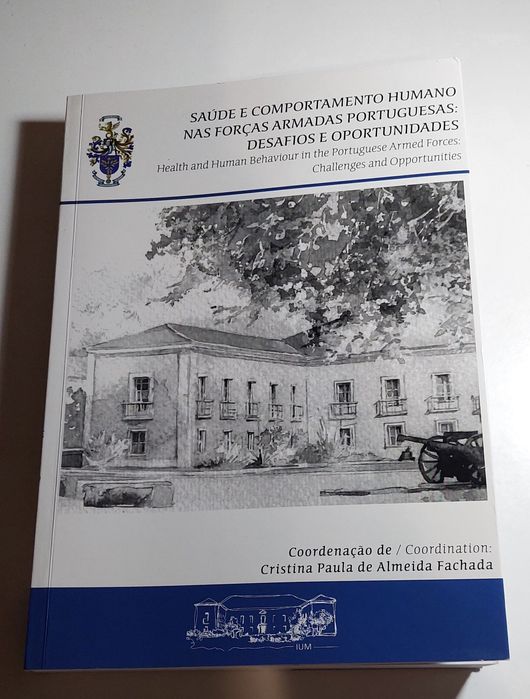 SAÚDE E COMPORTAMENTO HUMANO
NAS FORÇAS ARMADAS PORTUGUESAS:
DESAFIOS E OPORTUNIDADES
Health and Human Behaviour in the Portuguese Armed Forces:
Challenges and Opportunities
Coordenação de / Coordination:
Cristina Paula de Almeida Fachada
IUM